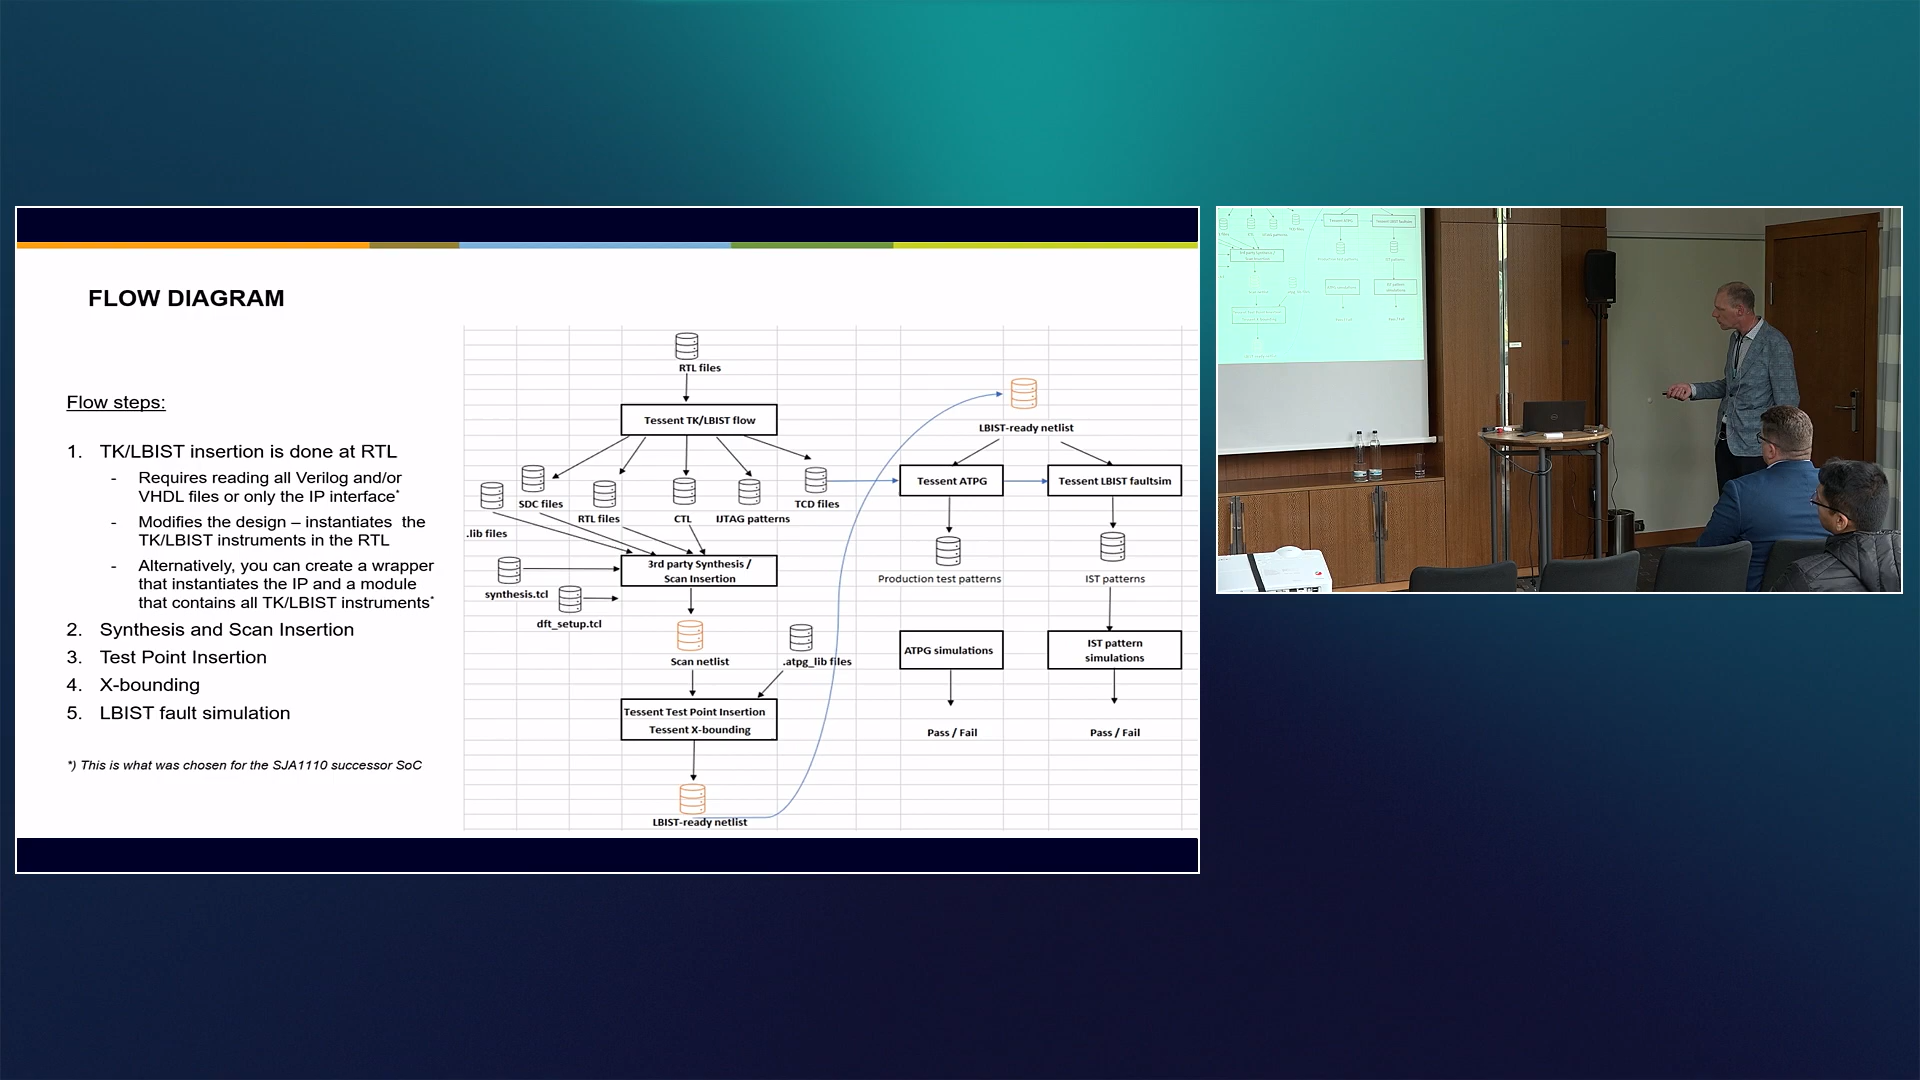 FLOW DIAGRAM
Flow steps:
1. TK/LBIST insertion is done at RTL
- Requires reading all Verilog and/or
VHDL files or only the IP interface*
- Modifies the design – instantiates the
TK/LBIST instruments in the RTL
- Alternatively, you can create a wrapper
that instantiates the IP and a module
that contains all TK/LBIST instruments*
2. Synthesis and Scan Insertion
3. Test Point Insertion
4. X-bounding
5. LBIST fault simulation
*) This is what was chosen for the SJA1110 successor SoC
RTL files
Tessent TK/LBIST flow
SDC files
RTL files
CTL
IJTAG patterns
TCD files
.lib files
3rd party Synthesis /
Scan Insertion
synthesis.tcl
dft_setup.tcl
Scan netlist
.atpg_lib files
Tessent Test Point Insertion
Tessent X-bounding
LBIST-ready netlist
LBIST-ready netlist
Tessent ATPG
Tessent LBIST faultsim
Production test patterns
IST patterns
ATPG simulations
IST pattern
simulations
Pass / Fail
Pass / Fail